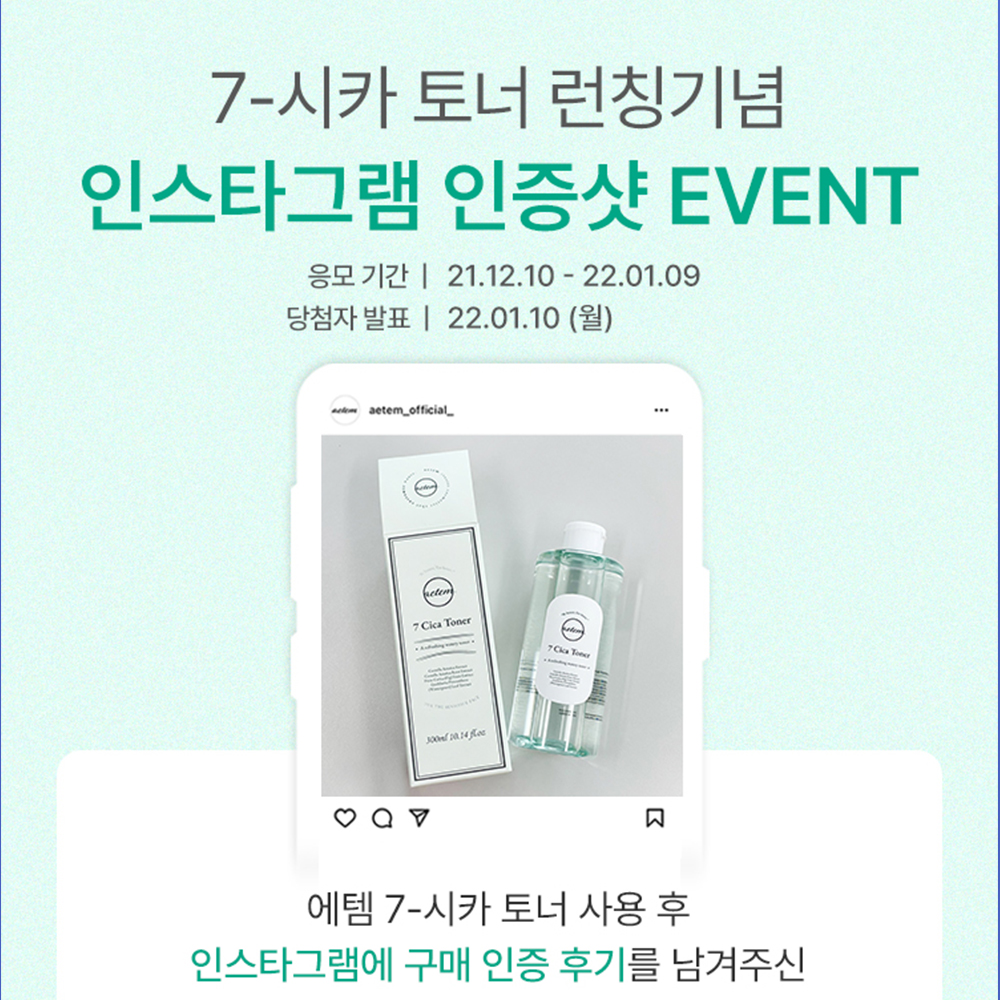 7-시카 토너 런칭기념
인스타그램 인증샷 EVENT
응모 기간 | 21.12.10 - 22.01.09
당첨자 발표 | 22.01.10 (월)
aetem aetem_official_
aetem
aetem
7 Cica Toner
300ml 10.14 fl.oz
aetem
7 Cica Toner
에템 7-시카 토너 사용 후
인스타그램에 구매 인증 후기를 남겨주신